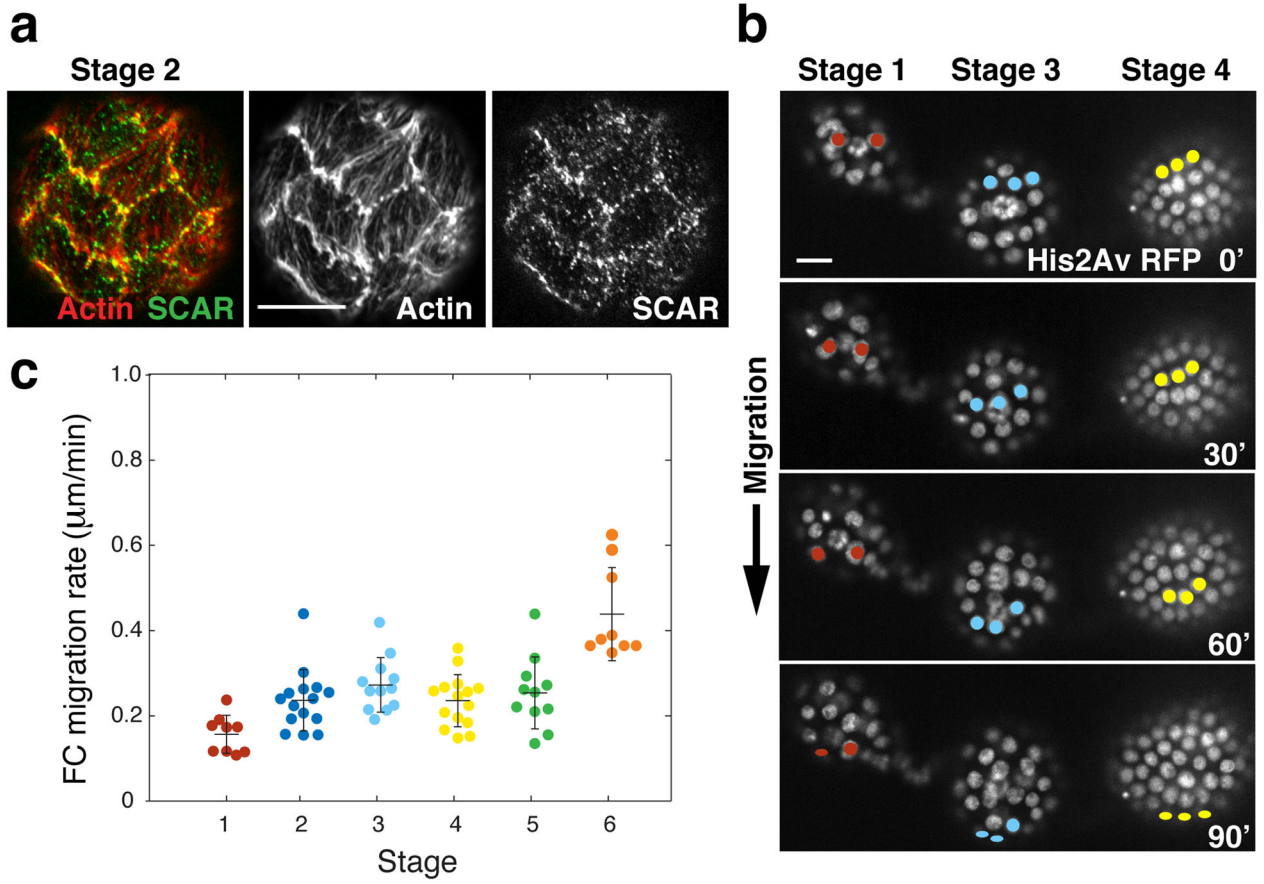 a
Stage 2
Actin SCAR
Actin
SCAR
b
Stage 1 Stage 3 Stage 4
His2Av RFP 0'
30'
60'
90'
Migration
c
FC migration rate (μm/min)
1.0
0.8
0.6
0.4
0.2
0
1 2 3 4 5 6
Stage